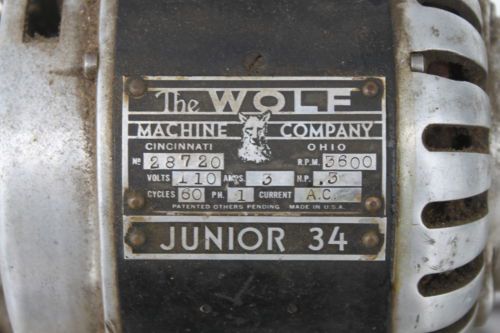 The WOLF
MACHINE COMPANY
CINCINNATI OHIO
No 28720 R.P.M. 3600
VOLTS 110 AMPS. 3 H.P. .3
CYCLES 60 PH. 1 CURRENT A.C.
PATENTED OTHERS PENDING MADE IN U.S.A.
JUNIOR 34